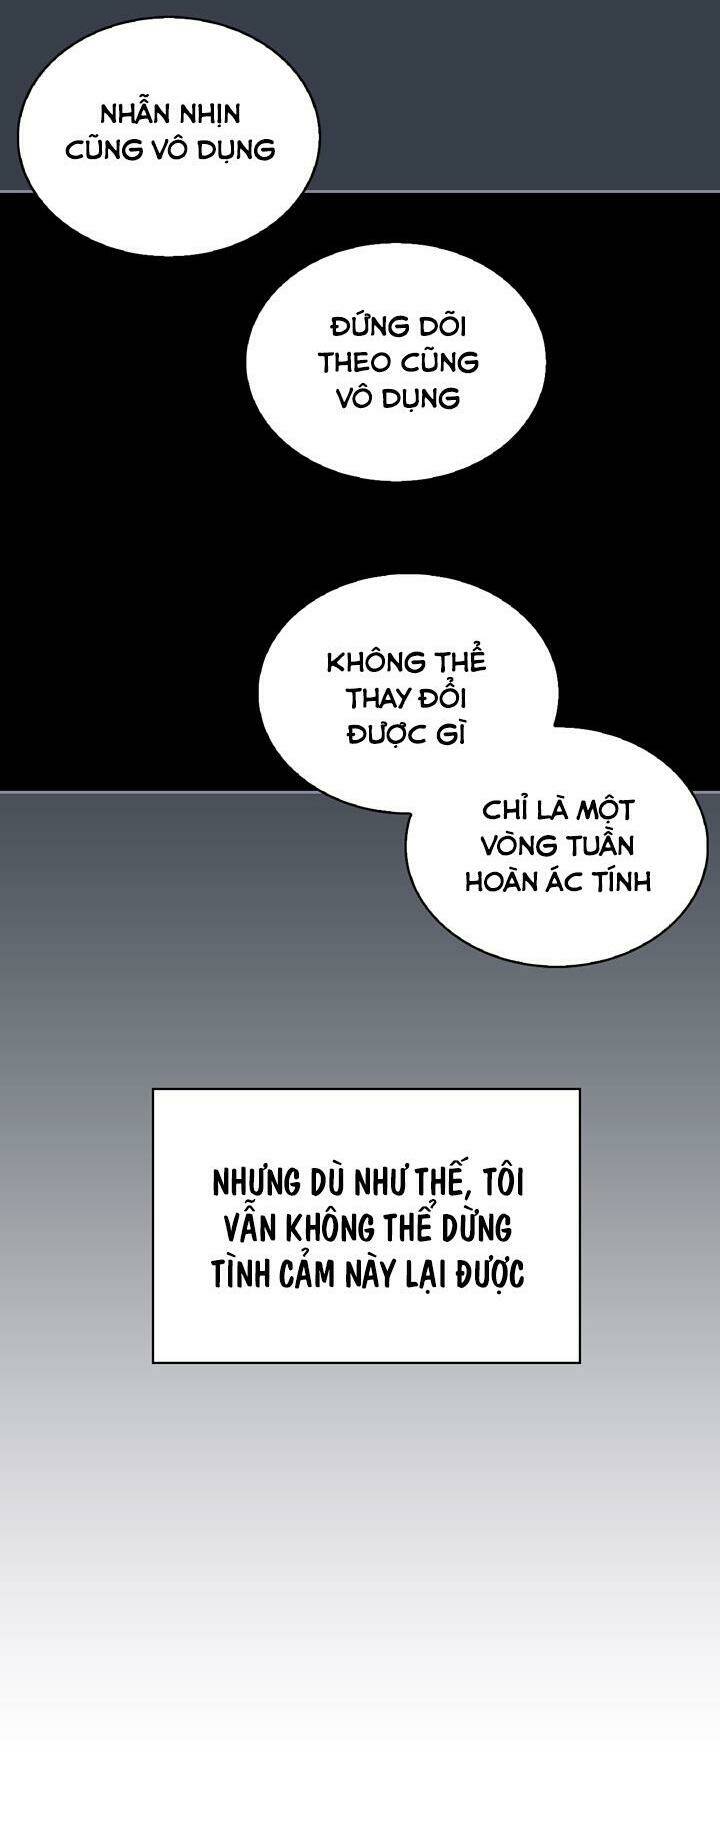 NHẪN NHỊN
CŨNG VÔ DỤNG
ĐỨNG DÕI
THEO CŨNG
VÔ DỤNG
KHÔNG THỂ
THAY ĐỔI
ĐƯỢC GÌ
CHỈ LÀ MỘT
VÒNG TUẦN
HOÀN ÁC TÍNH
NHƯNG DÙ NHƯ THẾ, TÔI
VẪN KHÔNG THỂ DỪNG
TÌNH CẢM NÀY LẠI ĐƯỢC